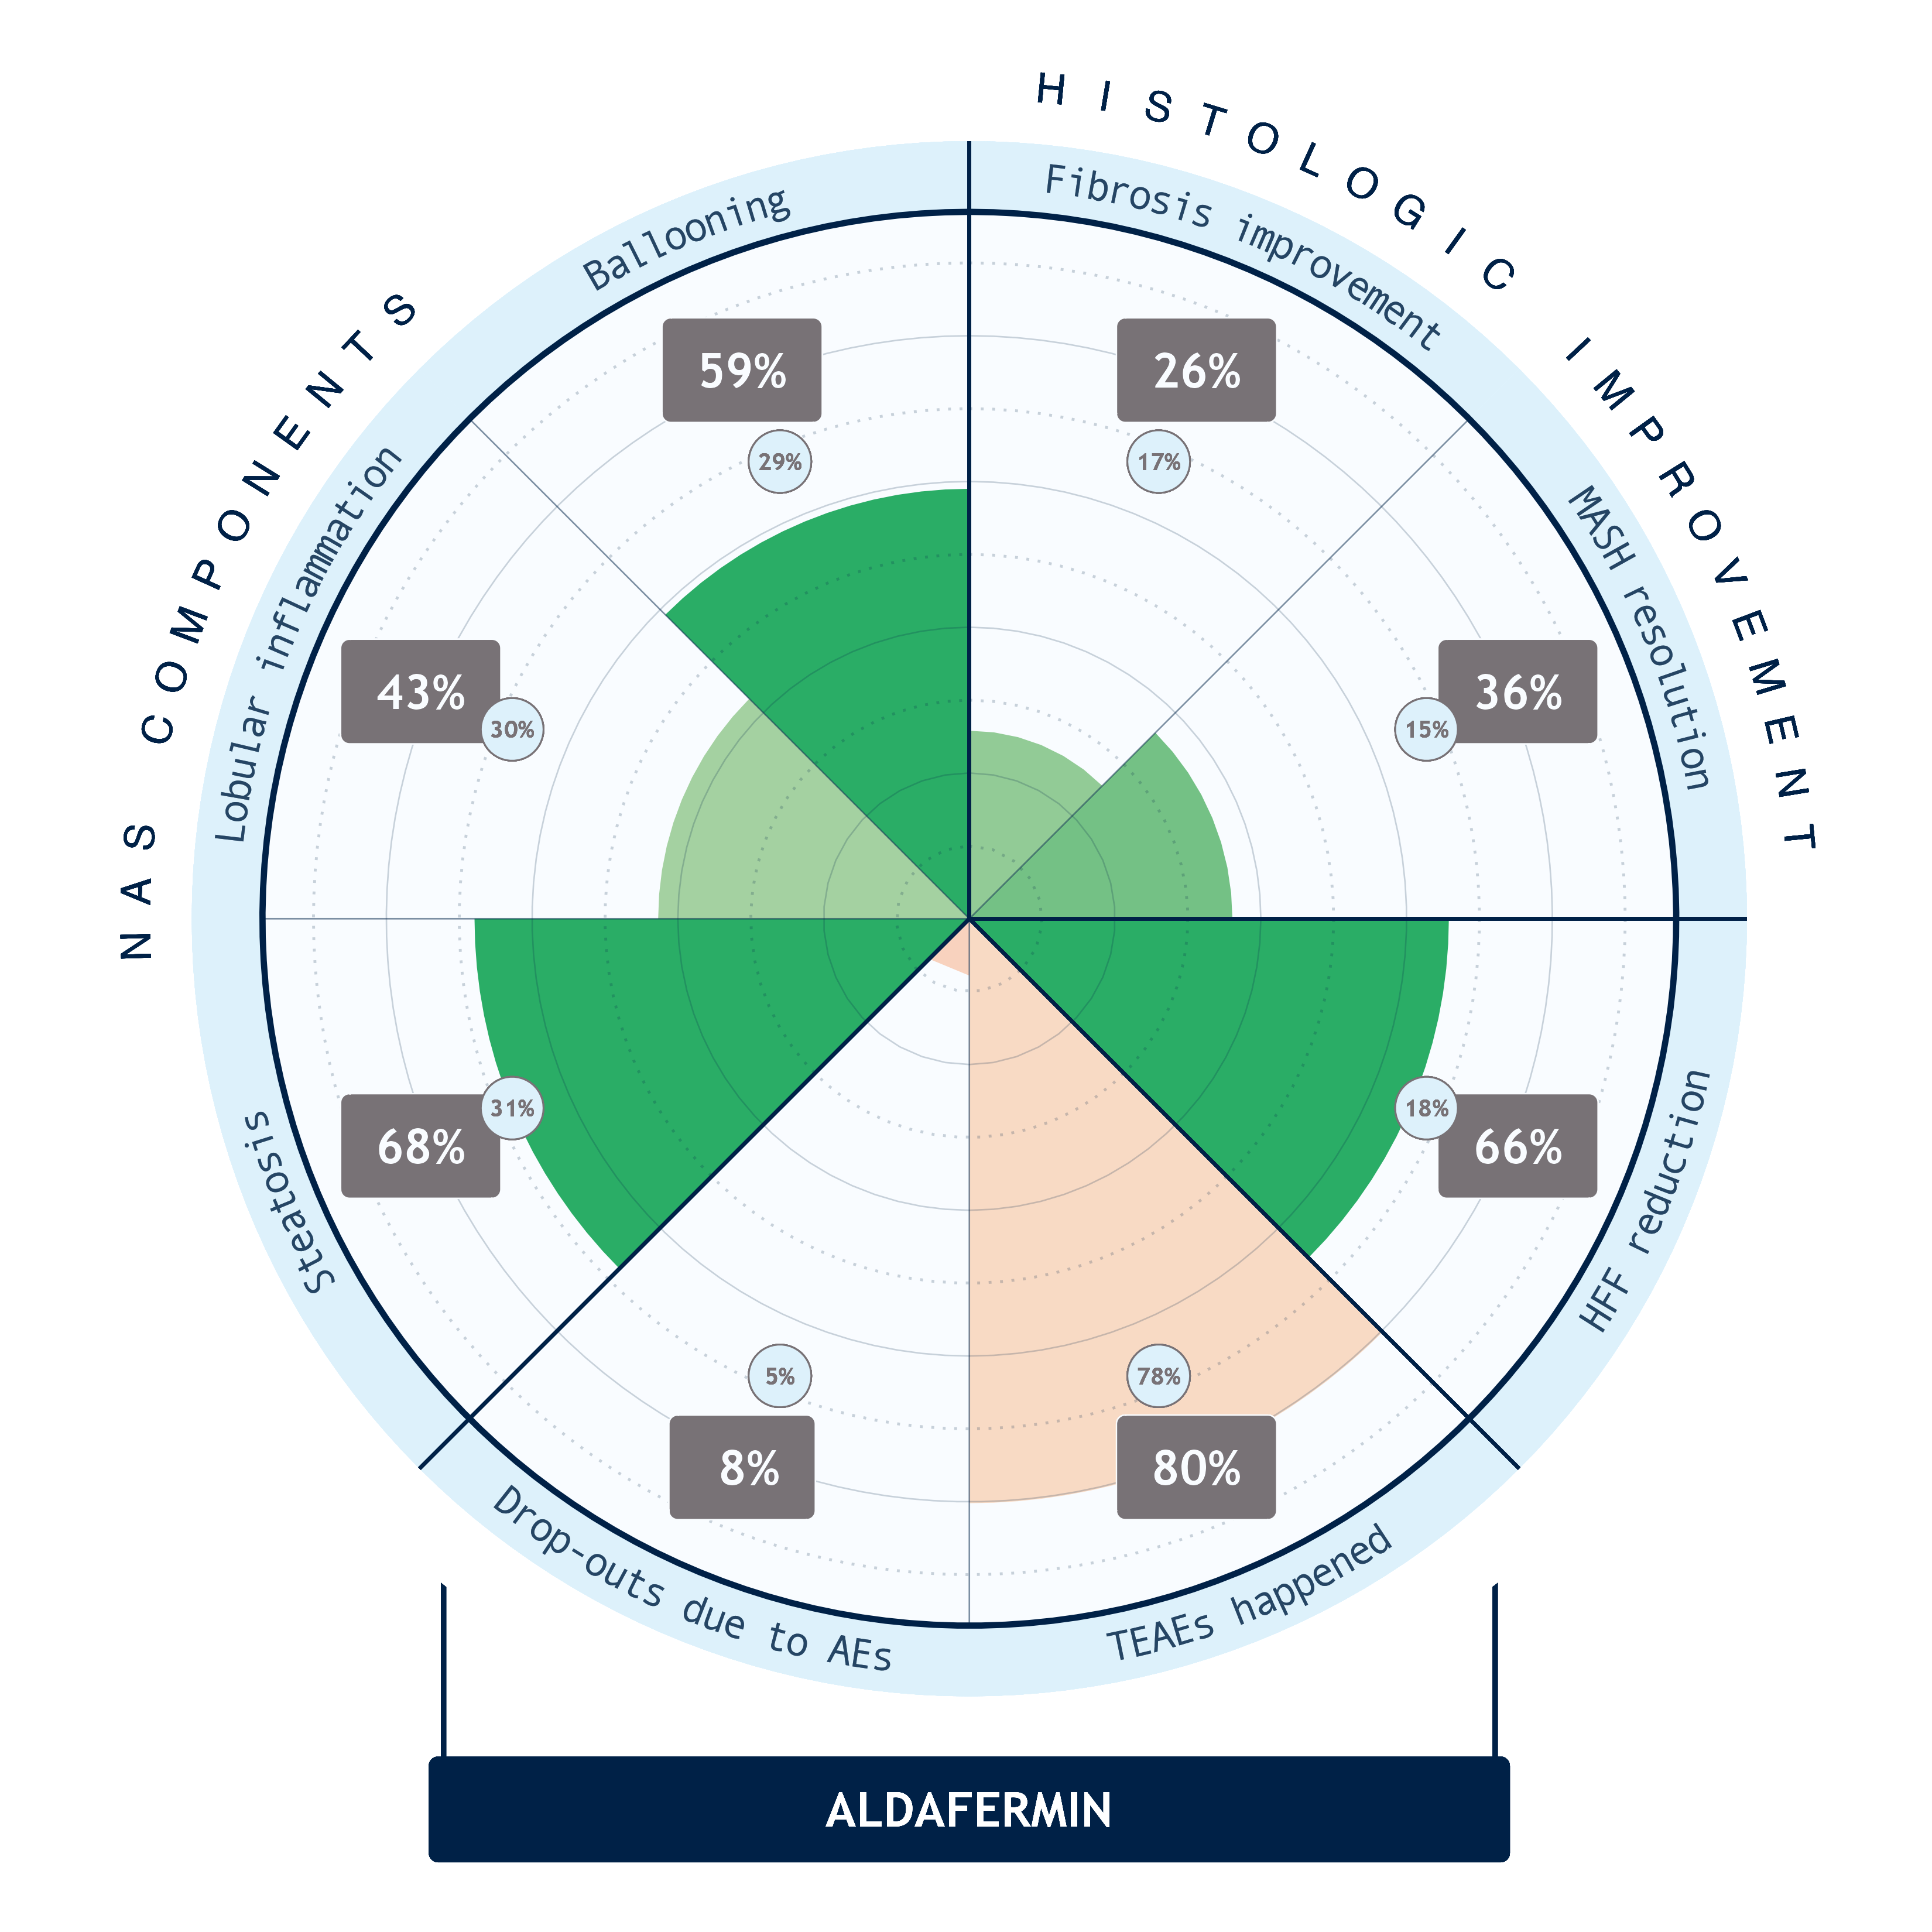 HISTOLOGIC IMPROVEMENT
NAS COMPONENTS
Fibrosis improvement
26%
17%
MASH resolution
36%
15%
HFF reduction
66%
18%
TEAEs happened
80%
78%
Drop-outs due to AEs
8%
5%
Steatosis
68%
31%
Lobular inflammation
43%
30%
Ballooning
59%
29%
ALDAFERMIN